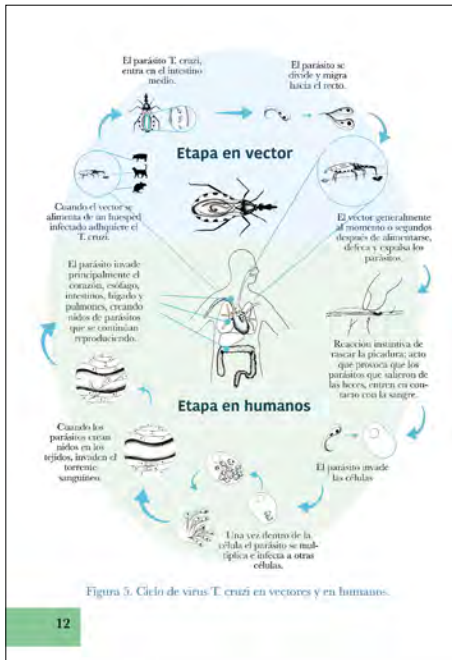 El parásito T. cruzi,
entra en el intestino
medio.
El parásito se
divide y migra
hacia el recto.
Etapa en vector
Cuando el vector se
alimenta de un huesped
infectado adhquiere el
T. cruzi.
El vector generalmente
al momento o segundos
después de alimentarse,
defeca y expulsa los
parásitos.
El parásito invade
principalmente el
corazón, esófago,
intestinos, hígado y
pulmones, creando
nidos de parásitos
que se continúan
reproduciendo.
Reacción instintiva de
rascar la picadura; acto
que provoca que los
parásitos que salieron de
las heces, entren en con-
tacto con la sangre.
Etapa en humanos
Cuando los
parásitos crean
nidos en los
tejidos, invaden el
torrente
sanguíneo.
El parásito invade
las células
Una vez dentro de la
célula el parásito se mul-
tiplica e infecta a otras
células.
Figura 5. Ciclo de virus T. cruzi en vectores y en humanos.
12